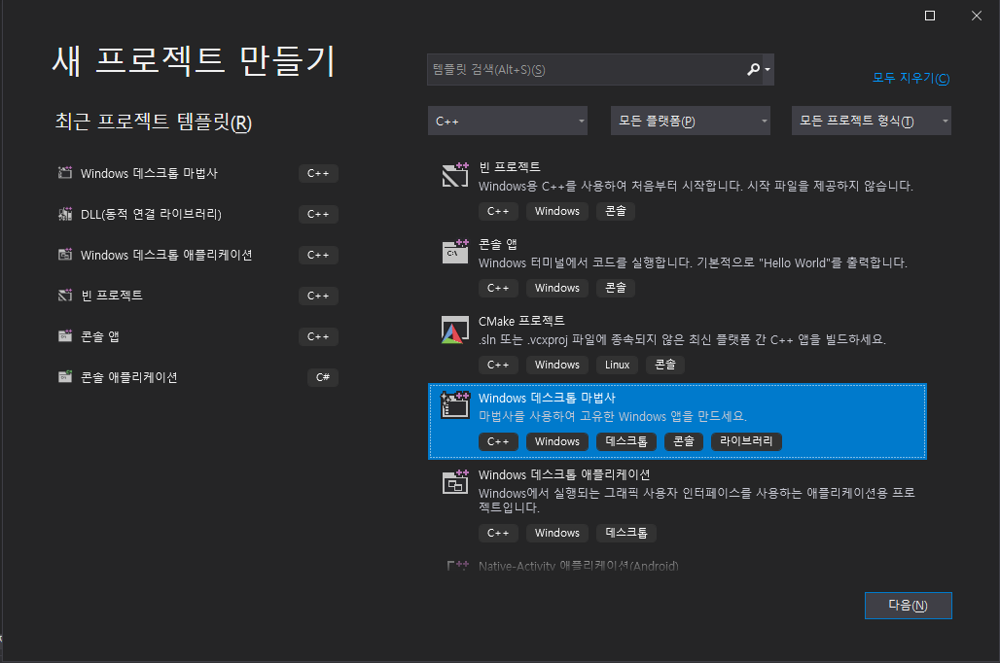 새 프로젝트 만들기
최근 프로젝트 템플릿(R)
Windows 데스크톱 마법사 C++
DLL(동적 연결 라이브러리) C++
Windows 데스크톱 애플리케이션 C++
빈 프로젝트 C++
콘솔 앱 C++
콘솔 애플리케이션 C#
템플릿 검색(Alt+S)(S)
모두 지우기(C)
C++ 모든 플랫폼(P) 모든 프로젝트 형식(T)
빈 프로젝트
Windows용 C++를 사용하여 처음부터 시작합니다. 시작 파일을 제공하지 않습니다.
C++ Windows 콘솔
콘솔 앱
Windows 터미널에서 코드를 실행합니다. 기본적으로 "Hello World"를 출력합니다.
C++ Windows 콘솔
CMake 프로젝트
.sln 또는 .vcxproj 파일에 종속되지 않은 최신 플랫폼 간 C++ 앱을 빌드하세요.
C++ Windows Linux 콘솔
Windows 데스크톱 마법사
마법사를 사용하여 고유한 Windows 앱을 만드세요.
C++ Windows 데스크톱 콘솔 라이브러리
Windows 데스크톱 애플리케이션
Windows에서 실행되는 그래픽 사용자 인터페이스를 사용하는 애플리케이션용 프로
젝트입니다.
C++ Windows 데스크톱
Native-Activity 애플리케이션(Android)
다음(N)